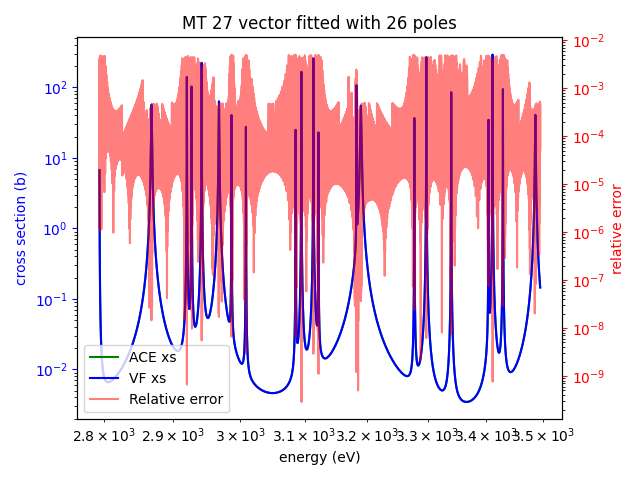 MT 27 vector fitted with 26 poles
cross section (b)
10²
10¹
10⁰
10⁻¹
10⁻²
10⁻²
10⁻³
10⁻⁴
10⁻⁵
10⁻⁶
10⁻⁷
10⁻⁸
10⁻⁹
relative error
ACE xs
VF xs
Relative error
2.8 × 10³ 2.9 × 10³ 3 × 10³ 3.1 × 10³ 3.2 × 10³ 3.3 × 10³ 3.4 × 10³ 3.5 × 10³
energy (eV)